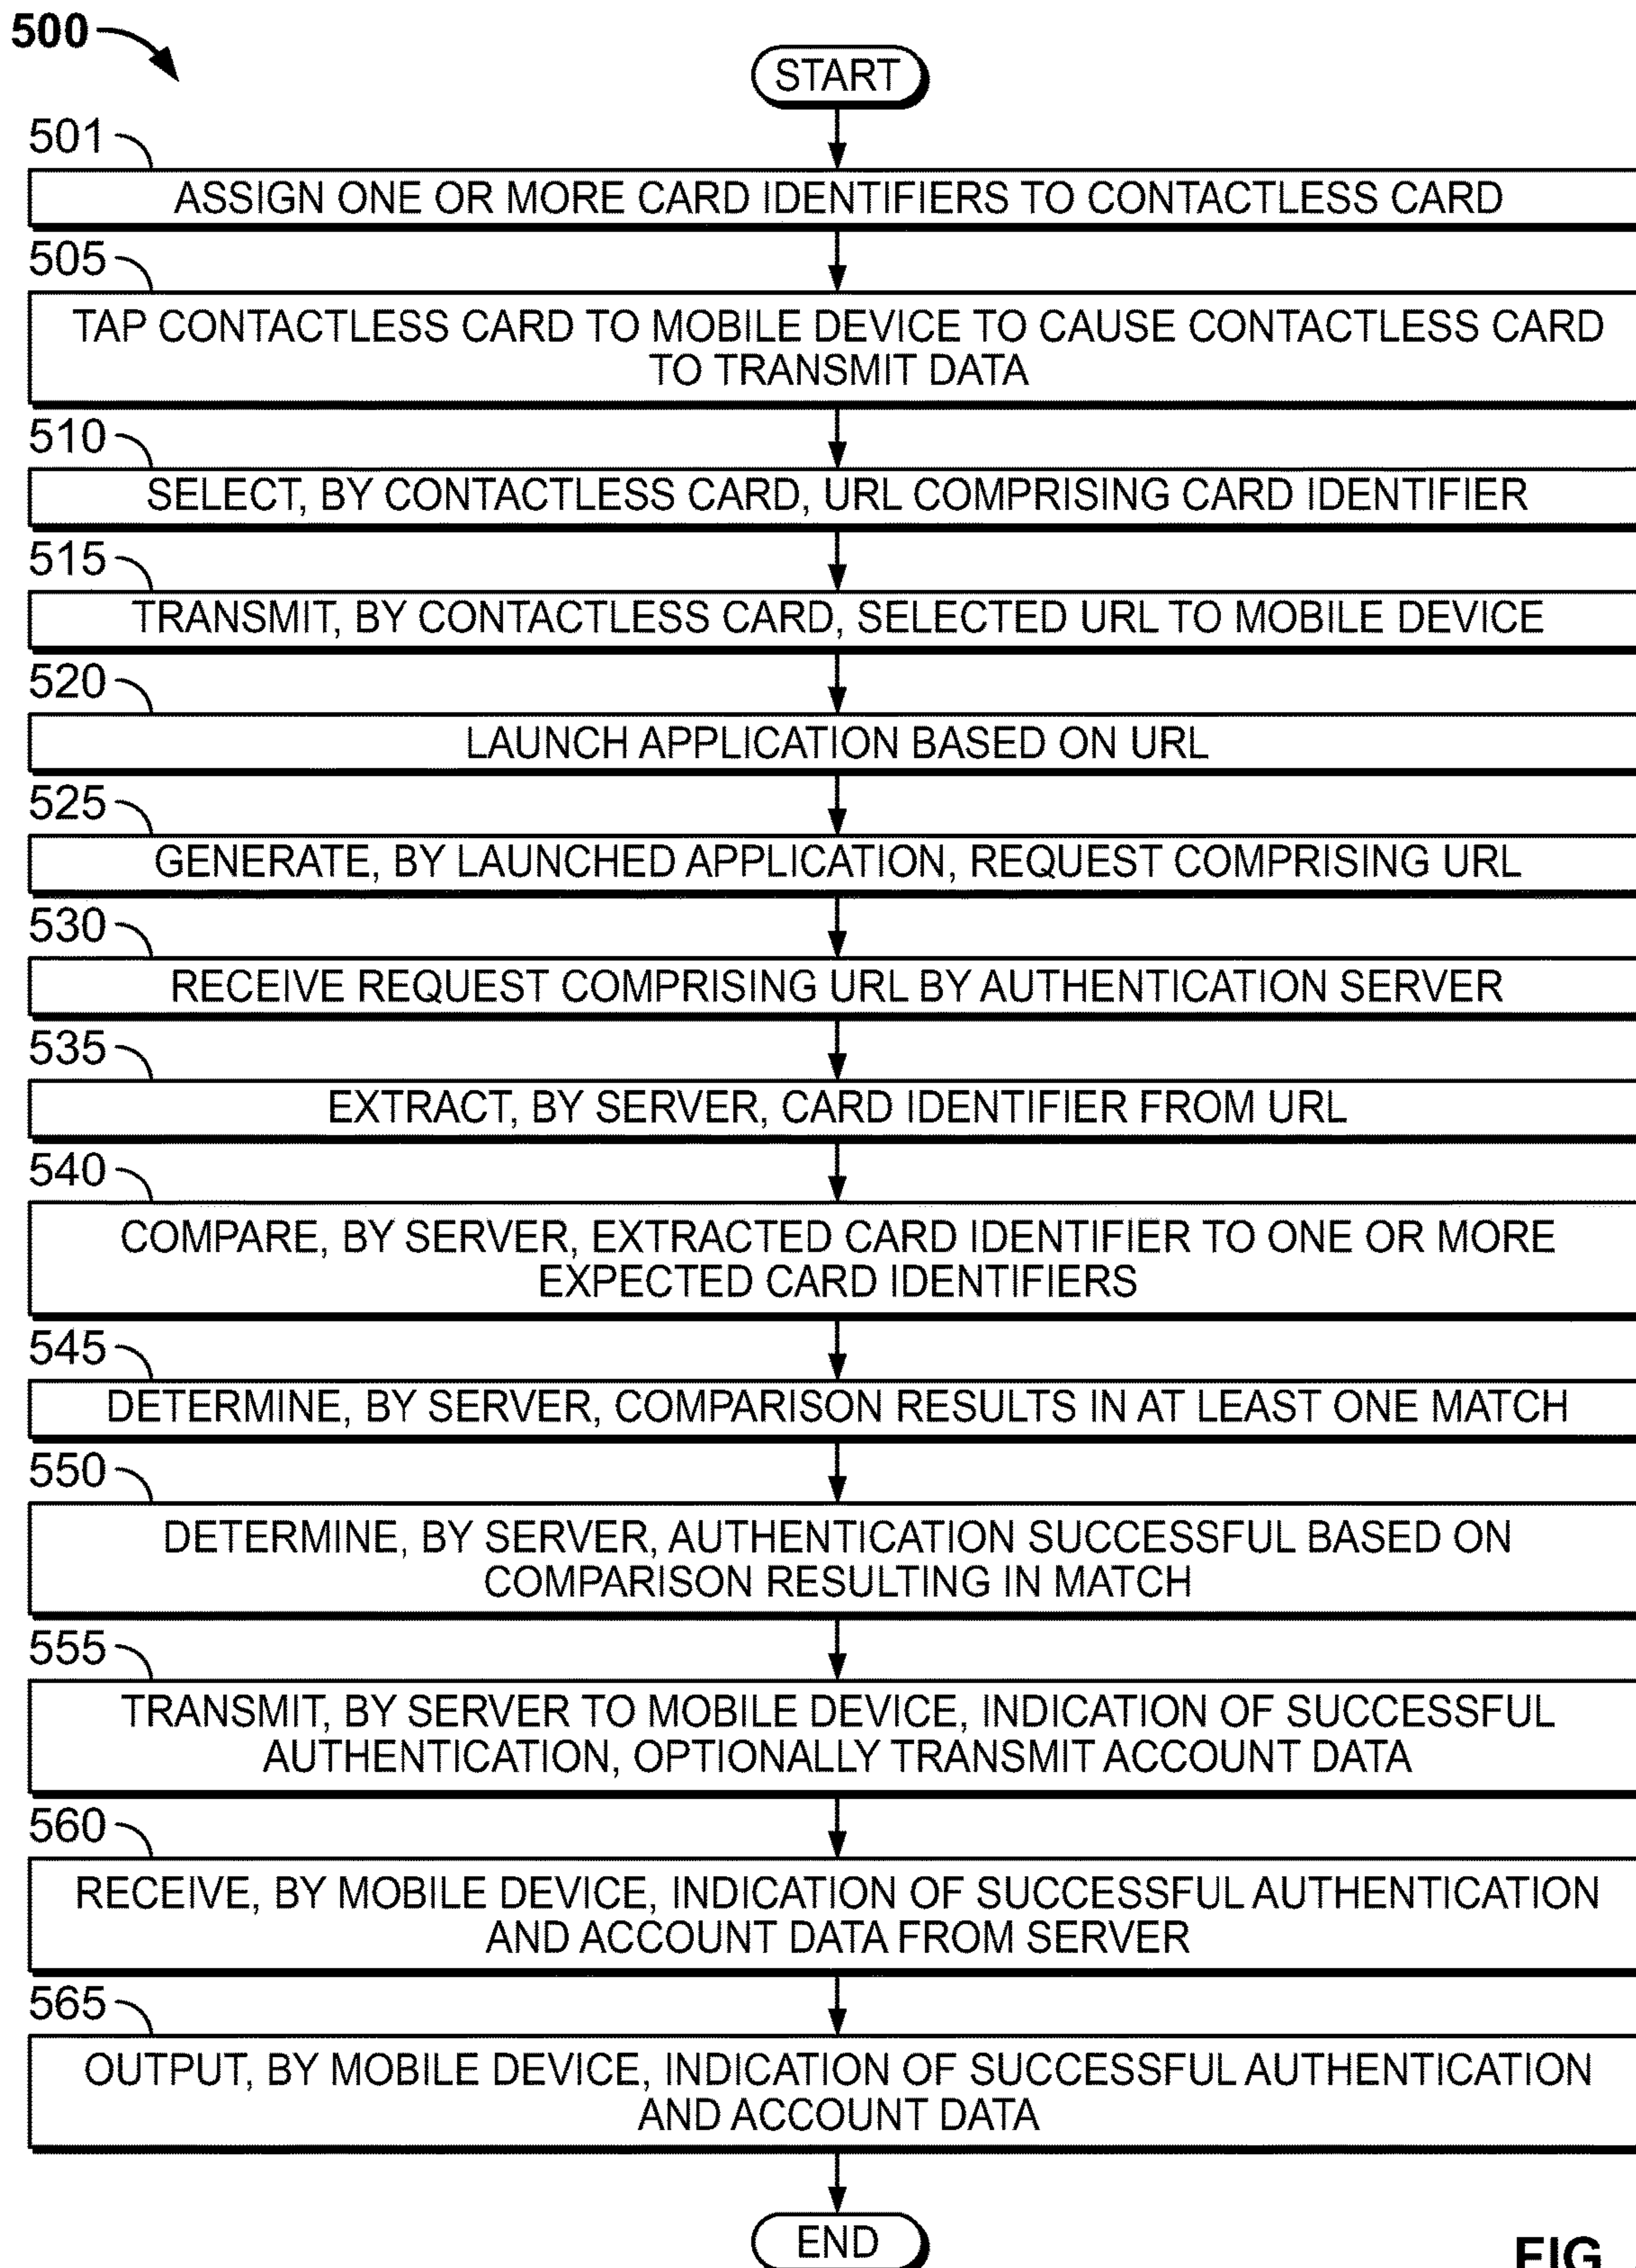 500
START
501
ASSIGN ONE OR MORE CARD IDENTIFIERS TO CONTACTLESS CARD
505
TAP CONTACTLESS CARD TO MOBILE DEVICE TO CAUSE CONTACTLESS CARD
TO TRANSMIT DATA
510
SELECT, BY CONTACTLESS CARD, URL COMPRISING CARD IDENTIFIER
515
TRANSMIT, BY CONTACTLESS CARD, SELECTED URL TO MOBILE DEVICE
520
LAUNCH APPLICATION BASED ON URL
525
GENERATE, BY LAUNCHED APPLICATION, REQUEST COMPRISING URL
530
RECEIVE REQUEST COMPRISING URL BY AUTHENTICATION SERVER
535
EXTRACT, BY SERVER, CARD IDENTIFIER FROM URL
540
COMPARE, BY SERVER, EXTRACTED CARD IDENTIFIER TO ONE OR MORE
EXPECTED CARD IDENTIFIERS
545
DETERMINE, BY SERVER, COMPARISON RESULTS IN AT LEAST ONE MATCH
550
DETERMINE, BY SERVER, AUTHENTICATION SUCCESSFUL BASED ON
COMPARISON RESULTING IN MATCH
555
TRANSMIT, BY SERVER TO MOBILE DEVICE, INDICATION OF SUCCESSFUL
AUTHENTICATION, OPTIONALLY TRANSMIT ACCOUNT DATA
560
RECEIVE, BY MOBILE DEVICE, INDICATION OF SUCCESSFUL AUTHENTICATION
AND ACCOUNT DATA FROM SERVER
565
OUTPUT, BY MOBILE DEVICE, INDICATION OF SUCCESSFUL AUTHENTICATION
AND ACCOUNT DATA
END
FIG